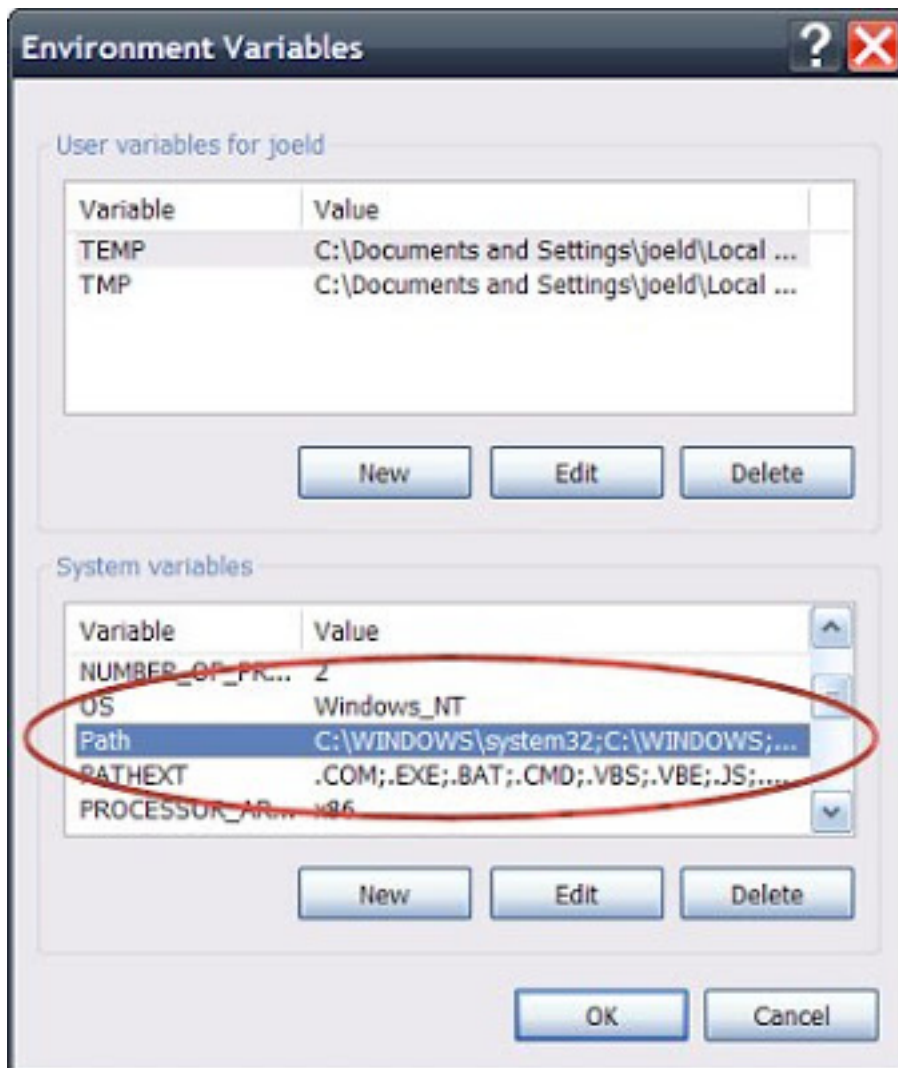 Environment Variables
User variables for joeld
Variable Value
TEMP C:\Documents and Settings\joeld\Local ...
TMP C:\Documents and Settings\joeld\Local ...
New Edit Delete
System variables
Variable Value
NUMBER_OF_PR... 2
OS Windows_NT
Path C:\WINDOWS\system32;C:\WINDOWS;...
PATHEXT .COM;.EXE;.BAT;.CMD;.VBS;.VBE;.JS;....
PROCESSOR_AR... x86
New Edit Delete
OK Cancel